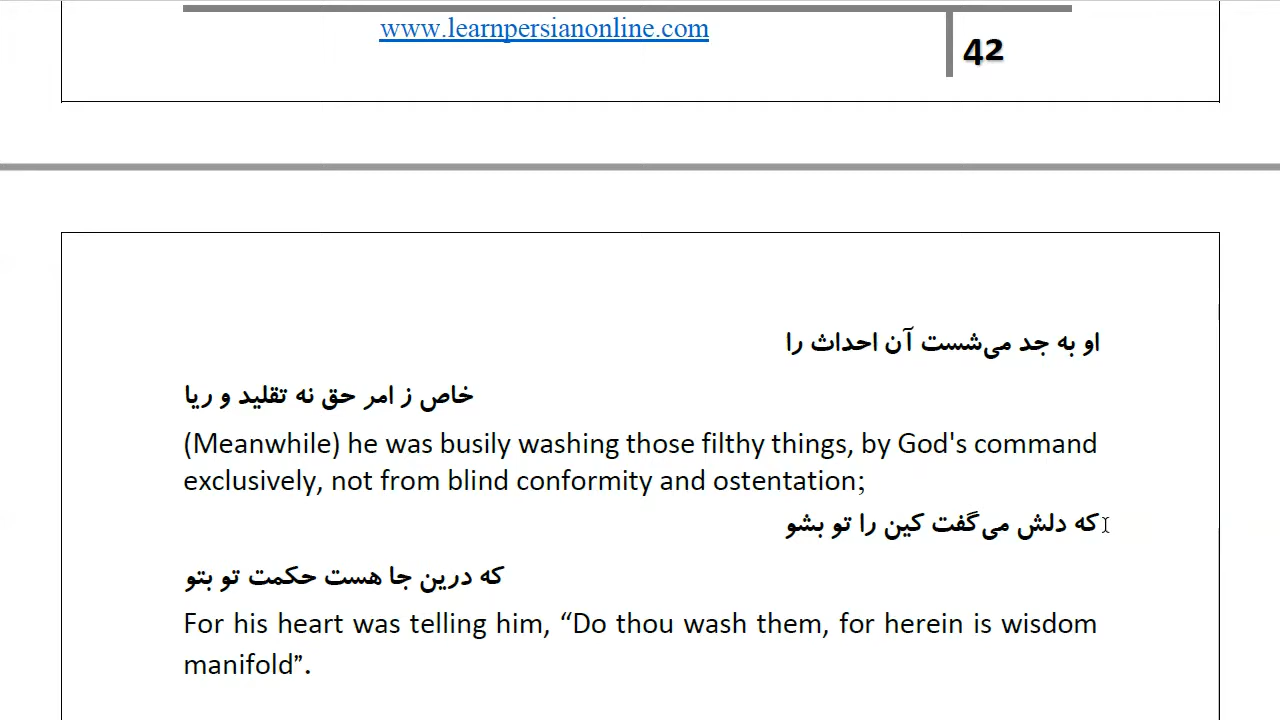 www.learnpersianonline.com
42
او به جد می‌شست آن احداث را
خاص ز امر حق نه تقلید و ریا
(Meanwhile) he was busily washing those filthy things, by God's command
exclusively, not from blind conformity and ostentation;
که دلش می‌گفت کین را تو بشو
که درین جا هست حکمت تو بتو
For his heart was telling him, “Do thou wash them, for herein is wisdom
manifold”.